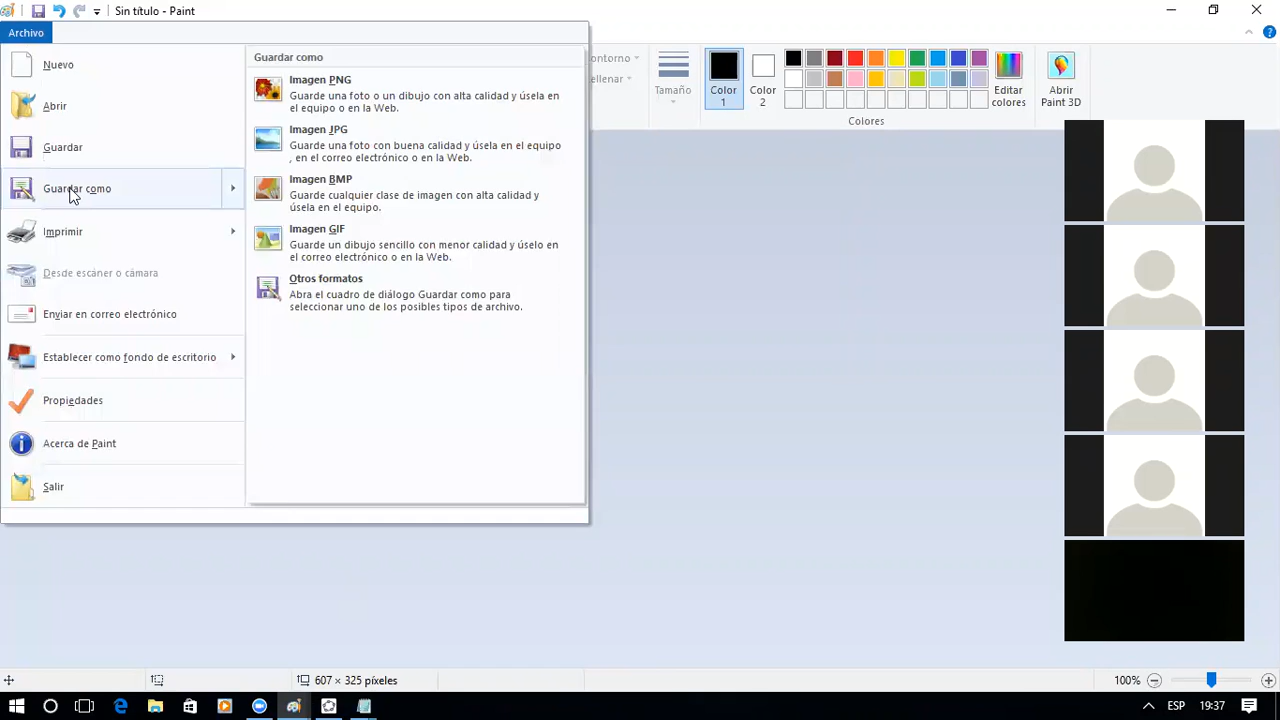 Sin título - Paint
Archivo
Nuevo
Abrir
Guardar
Guardar como
Imprimir
Desde escáner o cámara
Enviar en correo electrónico
Establecer como fondo de escritorio
Propiedades
Acerca de Paint
Salir
Guardar como
Imagen PNG
Guarde una foto o un dibujo con alta calidad y úsela en
el equipo o en la Web.
Imagen JPG
Guarde una foto con buena calidad y úsela en el equipo
, en el correo electrónico o en la Web.
Imagen BMP
Guarde cualquier clase de imagen con alta calidad y
úsela en el equipo.
Imagen GIF
Guarde un dibujo sencillo con menor calidad y úselo en
el correo electrónico o en la Web.
Otros formatos
Abra el cuadro de diálogo Guardar como para
seleccionar uno de los posibles tipos de archivo.
ontorno
ellenar
Tamaño
Color
1
Color
2
Editar
colores
Abrir
Paint 3D
Colores
607 × 325 píxeles
100%
ESP
19:37